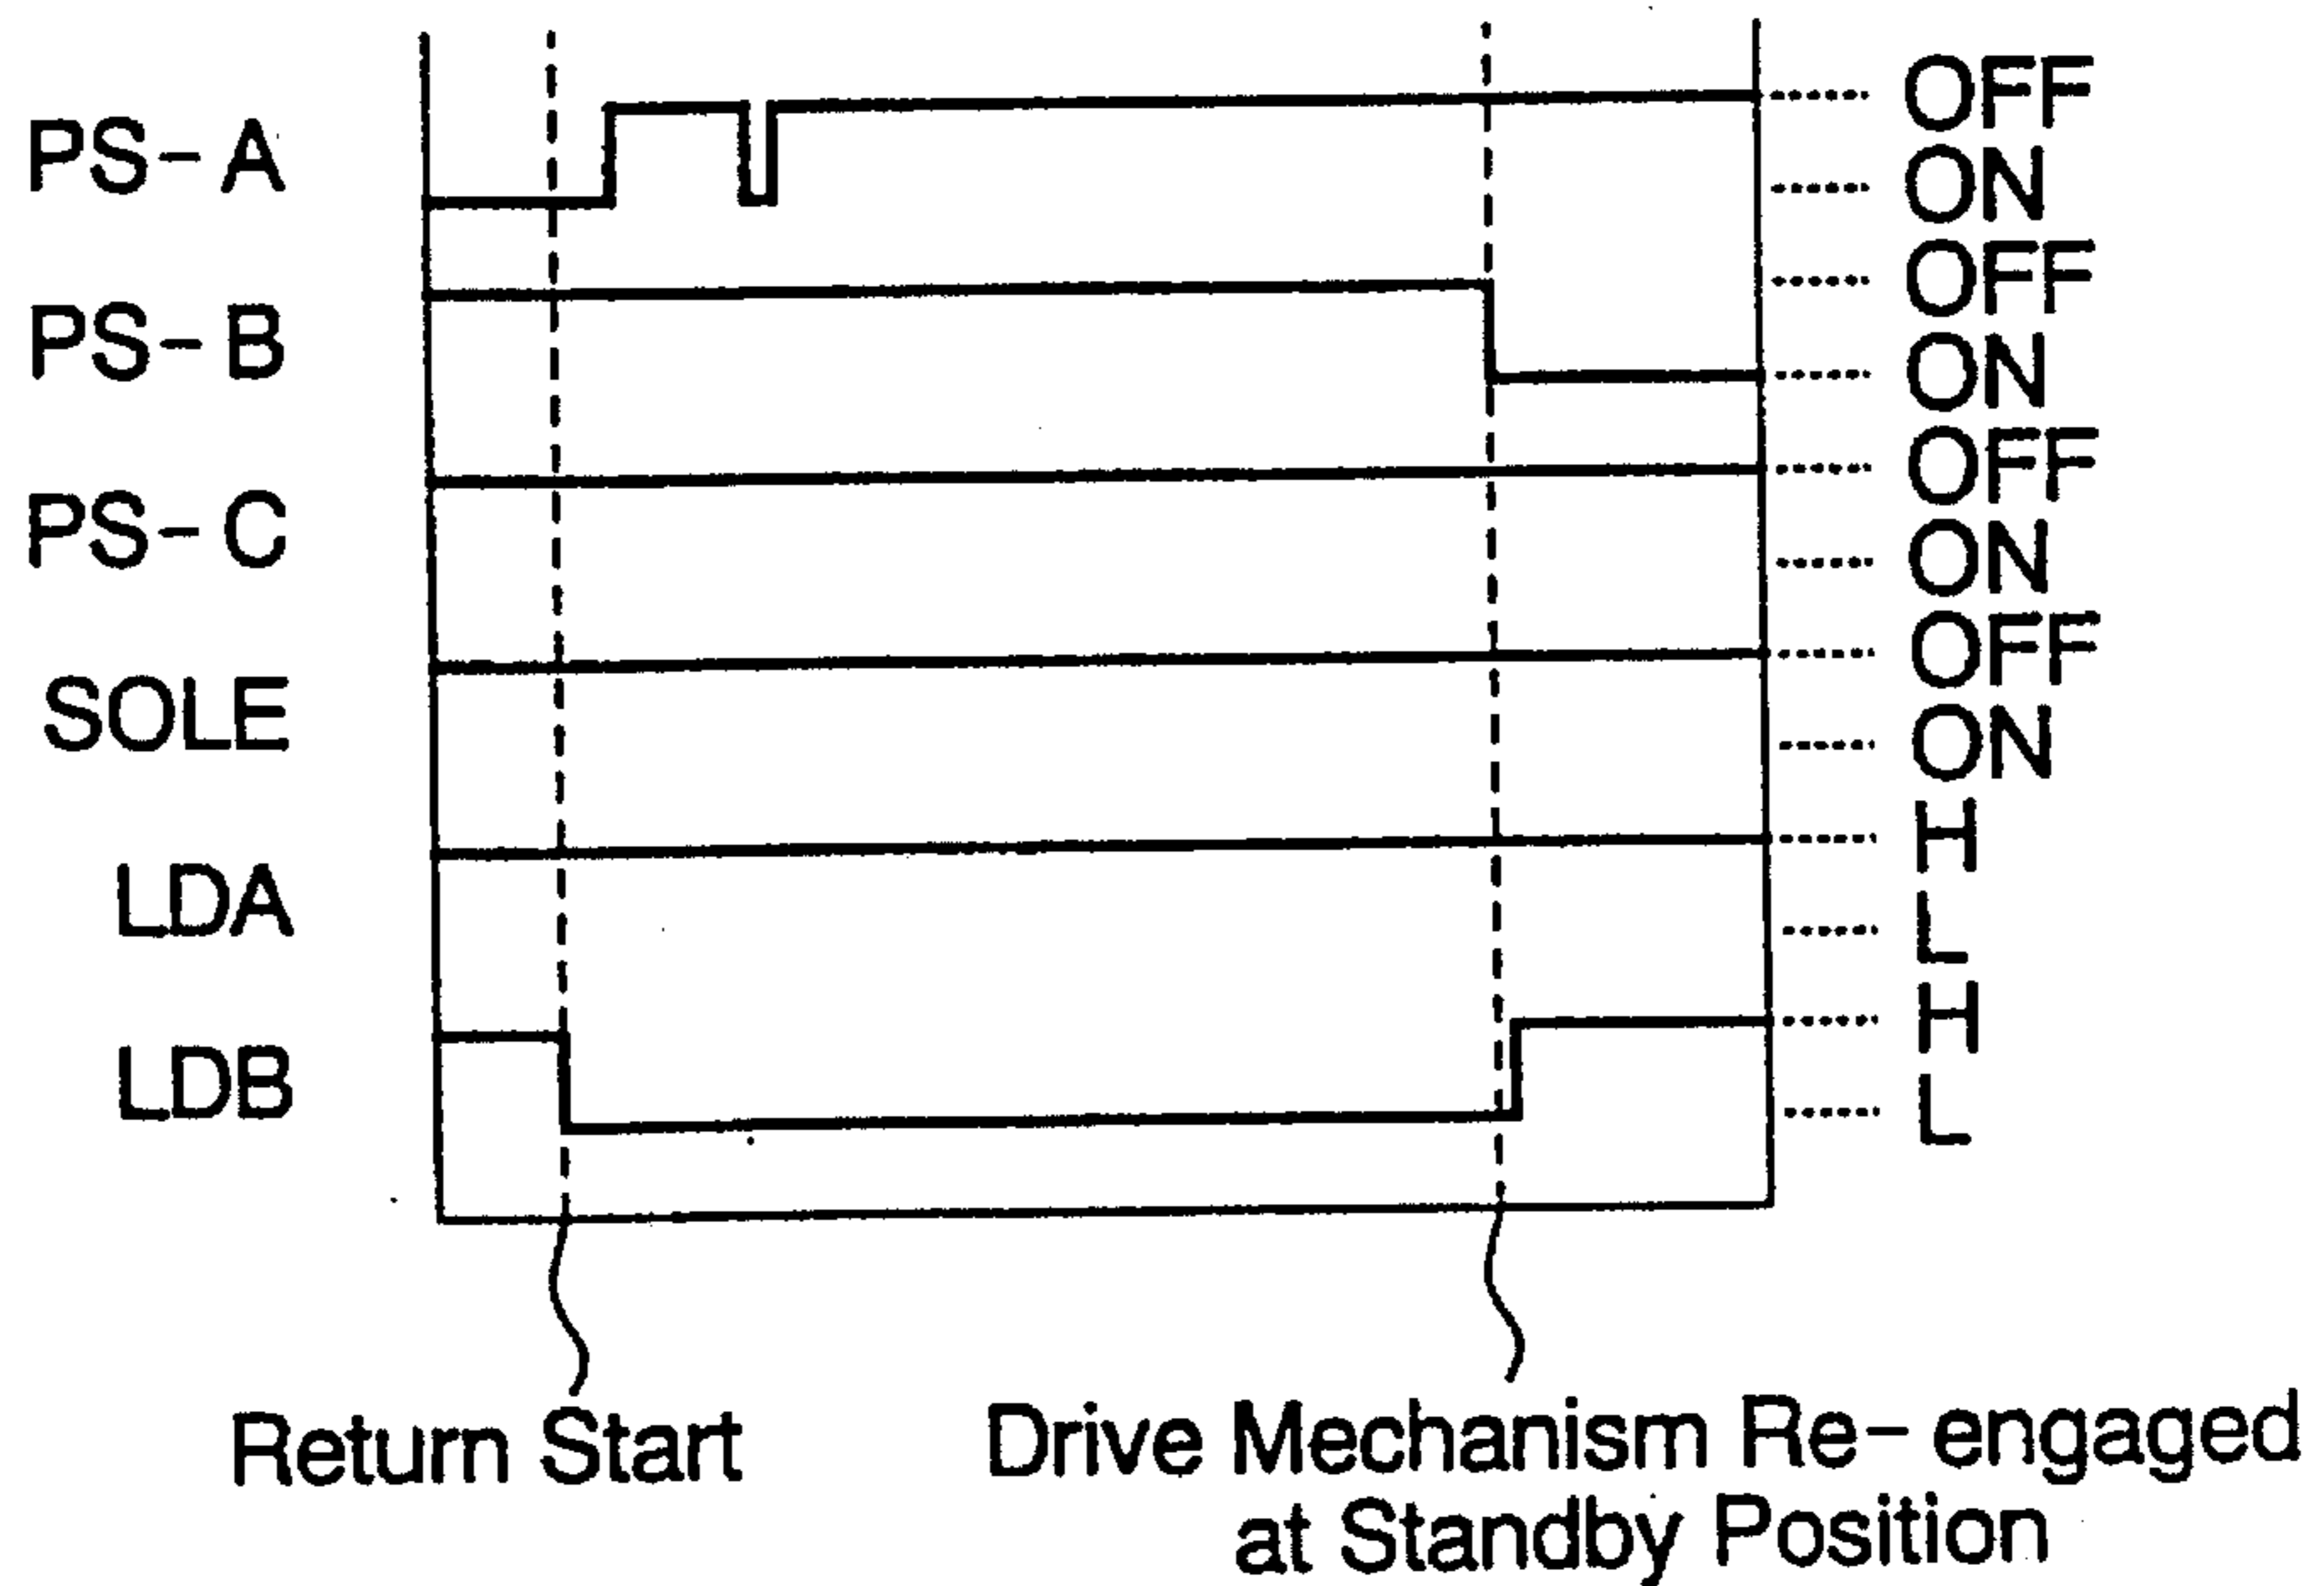 OFF
PS-A
ON
OFF
PS-B
ON
OFF
PS-C
ON
OFF
SOLE
ON
H
LDA
L
H
LDB
L
Return Start
Drive Mechanism Re-engaged
at Standby Position